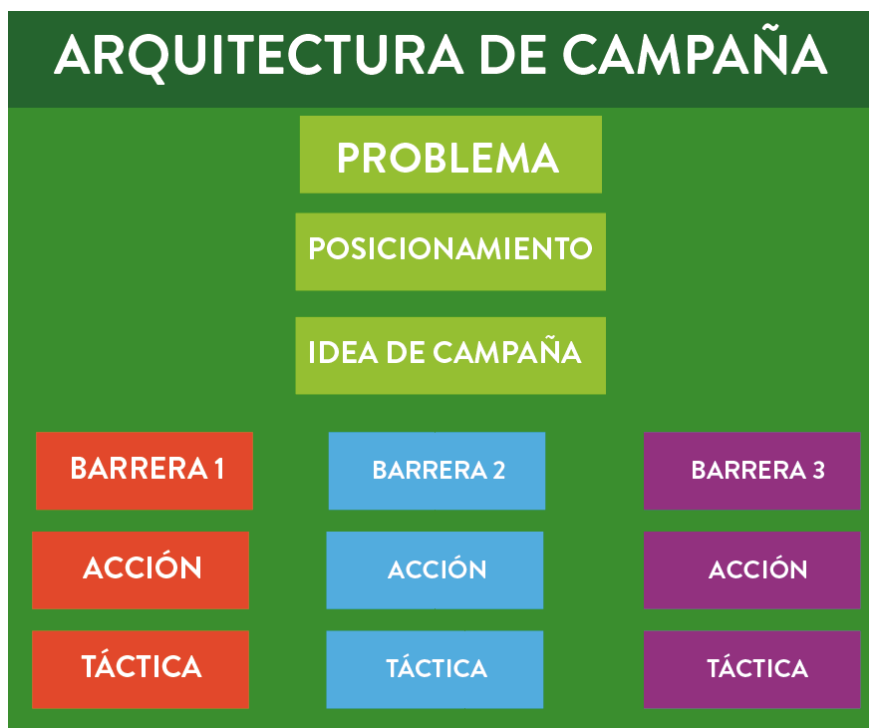 ARQUITECTURA DE CAMPAÑA
PROBLEMA
POSICIONAMIENTO
IDEA DE CAMPAÑA
BARRERA 1
BARRERA 2
BARRERA 3
ACCIÓN
ACCIÓN
ACCIÓN
TÁCTICA
TÁCTICA
TÁCTICA